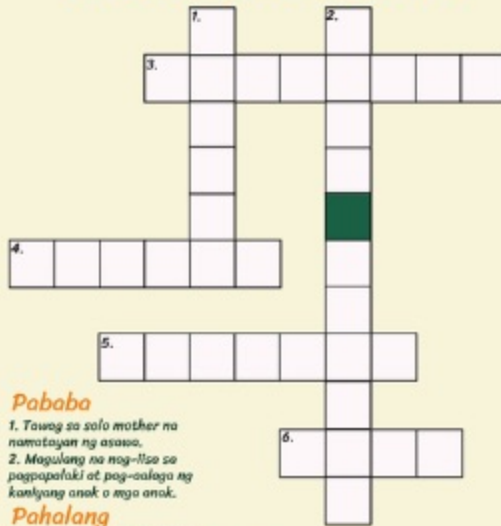 1.
2.
3.
4.
5.
6.
Pababa
1. Tawag sa solo mother na
namatayan ng asawa.
2. Magulang na nag-iisa sa
pagpapalaki at pag-aalaga ng
kanyang anak o mga anak.
Pahalang